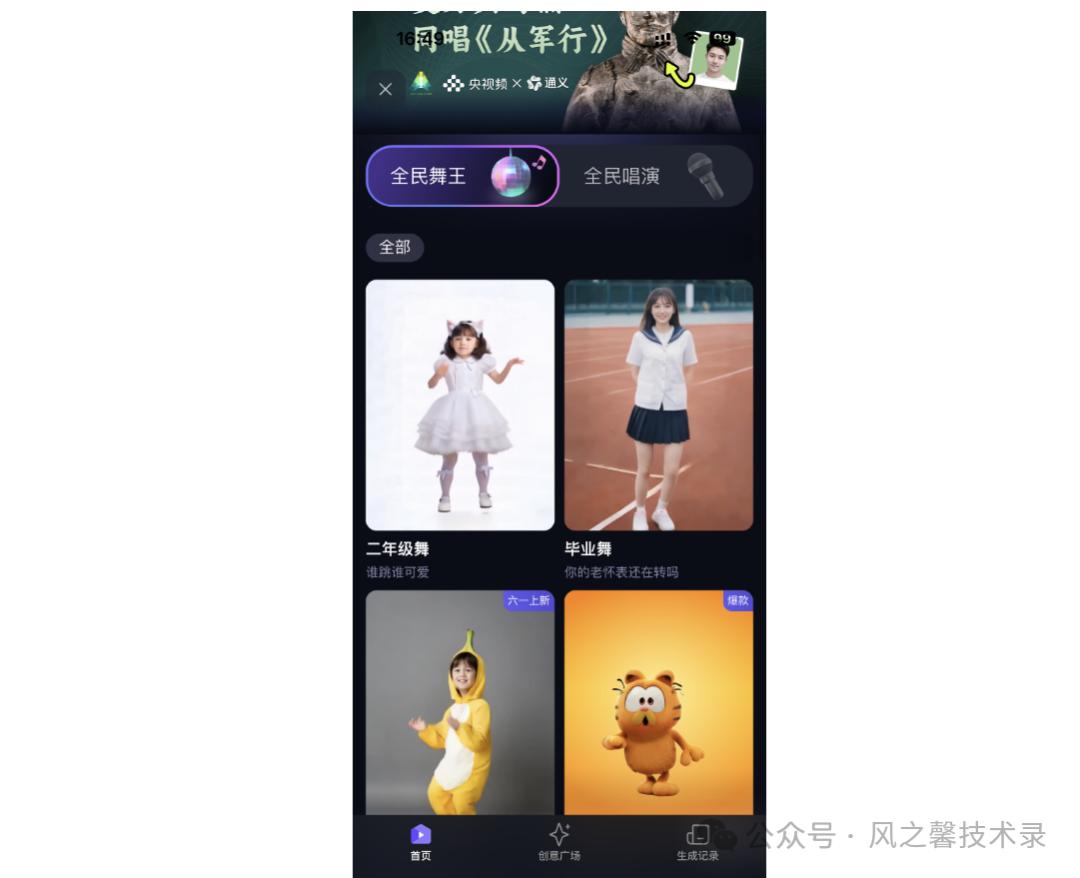 同唱《从军行》
16:49
99
央视频×通义
全民舞王
全民唱演
全部
二年级舞
谁跳谁可爱
毕业舞
你的老怀表还在转吗
六一上新
爆款
首页
创意广场
生成记录
公众号·风之馨技术录